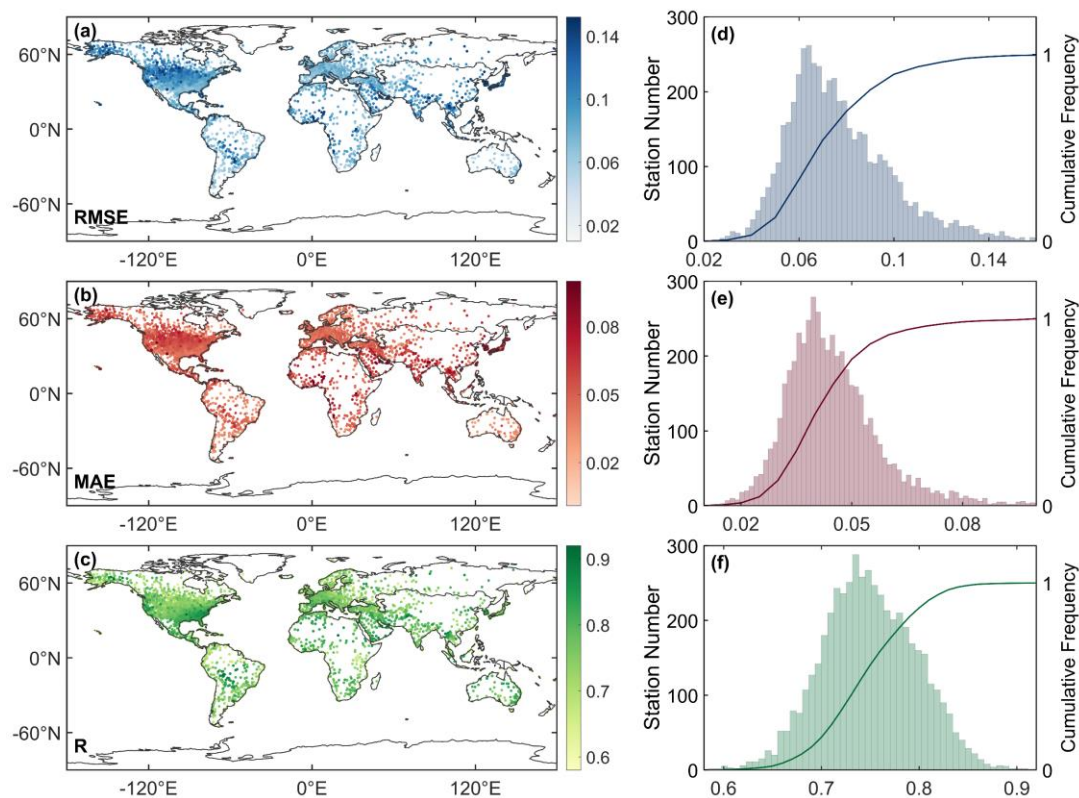 (a)
60°N
0°N
-60°N
RMSE
-120°E
0°E
120°E
0.14
0.1
0.06
0.02
(d)
300
200
100
0
Station Number
0.02
0.06
0.1
0.14
1
0
Cumulative Frequency
(b)
60°N
0°N
-60°N
MAE
-120°E
0°E
120°E
0.08
0.05
0.02
(e)
300
200
100
0
Station Number
0.02
0.05
0.08
1
0
Cumulative Frequency
(c)
60°N
0°N
-60°N
R
-120°E
0°E
120°E
0.9
0.8
0.7
0.6
(f)
300
200
100
0
Station Number
0.6
0.7
0.8
0.9
1
0
Cumulative Frequency